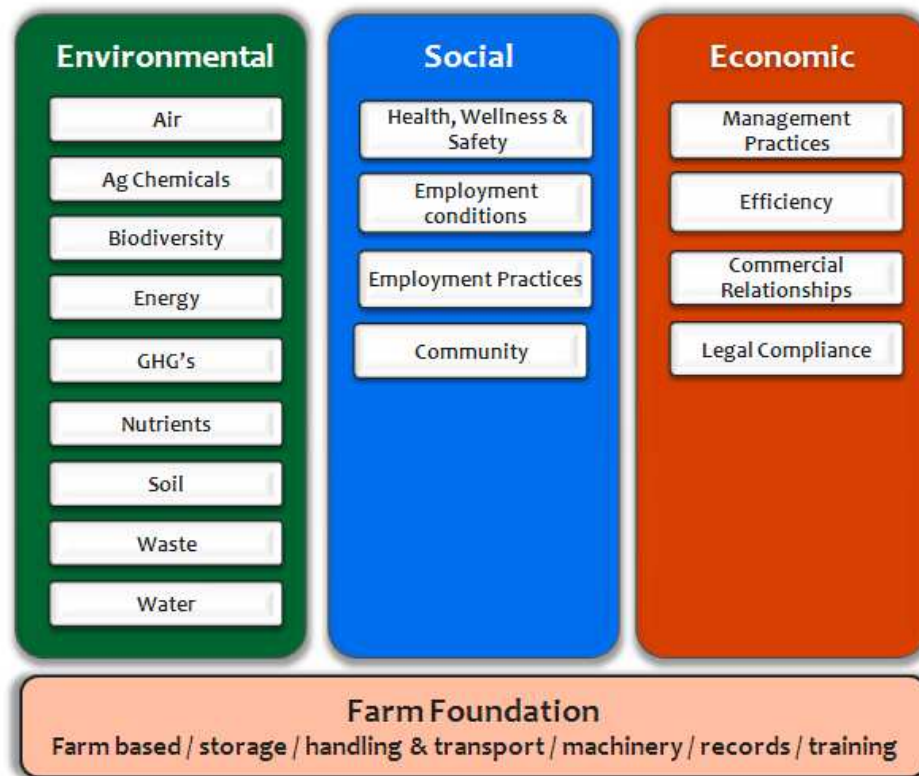 Environmental
Air
Ag Chemicals
Biodiversity
Energy
GHG's
Nutrients
Soil
Waste
Water
Social
Health, Wellness &
Safety
Employment
conditions
Employment Practices
Community
Economic
Management
Practices
Efficiency
Commercial
Relationships
Legal Compliance
Farm Foundation
Farm based / storage / handling & transport / machinery / records / training